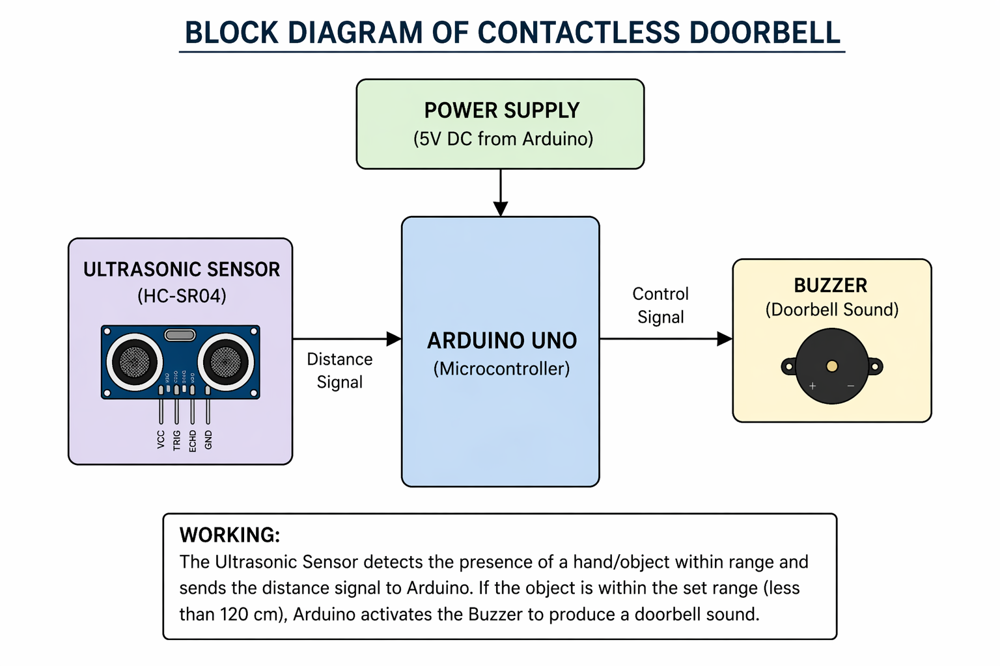 BLOCK DIAGRAM OF CONTACTLESS DOORBELL
POWER SUPPLY
(5V DC from Arduino)
ULTRASONIC SENSOR
(HC-SR04)
VCC
TRIG
ECHD
GND
Distance
Signal
ARDUINO UNO
(Microcontroller)
Control
Signal
BUZZER
(Doorbell Sound)
+ −
WORKING:
The Ultrasonic Sensor detects the presence of a hand/object within range and
sends the distance signal to Arduino. If the object is within the set range (less
than 120 cm), Arduino activates the Buzzer to produce a doorbell sound.